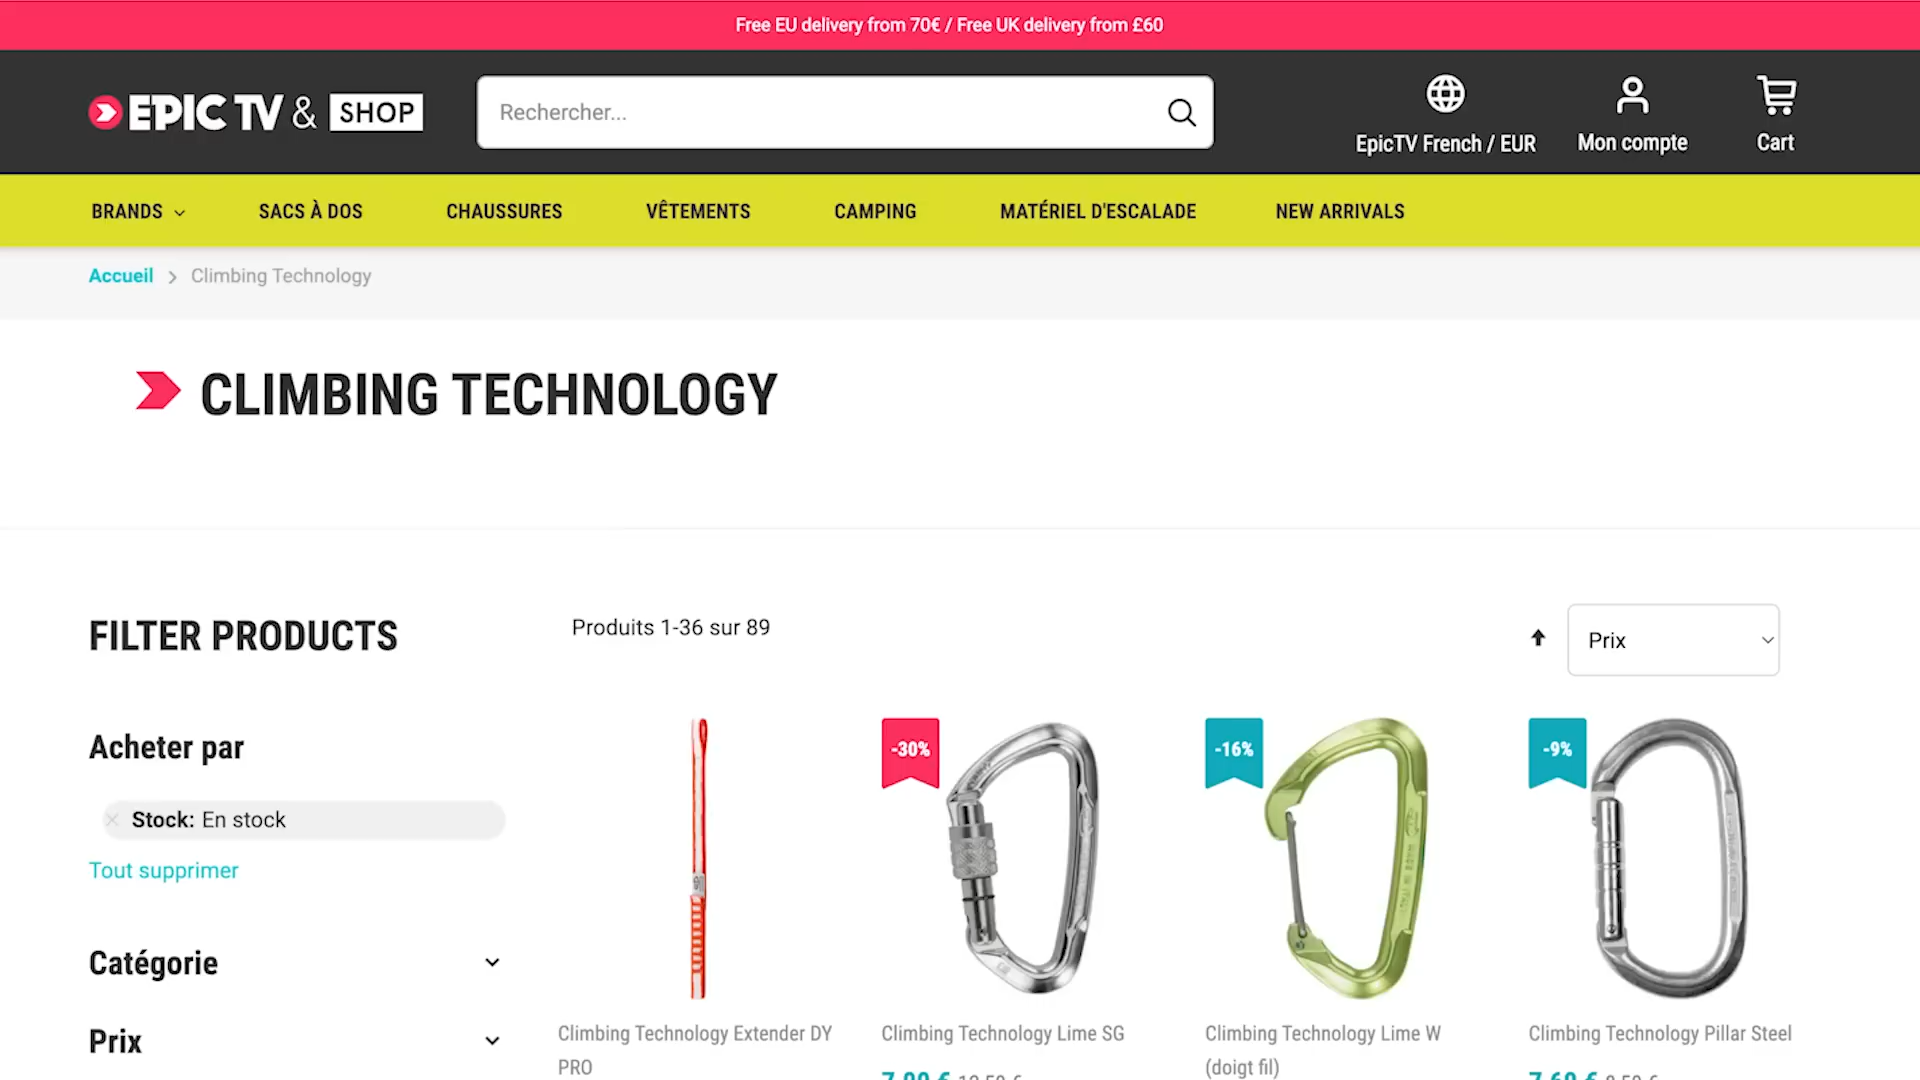 Free EU delivery from 70€ / Free UK delivery from £60
EPIC TV & SHOP
Rechercher...
EpicTV French / EUR
Mon compte
Cart
BRANDS
SACS À DOS
CHAUSSURES
VÊTEMENTS
CAMPING
MATÉRIEL D'ESCALADE
NEW ARRIVALS
Accueil
Climbing Technology
CLIMBING TECHNOLOGY
FILTER PRODUCTS
Produits 1-36 sur 89
Prix
Acheter par
Stock: En stock
Tout supprimer
Catégorie
Prix
-30%
-16%
-9%
Climbing Technology Extender DY
PRO
Climbing Technology Lime SG
Climbing Technology Lime W
(doigt fil)
Climbing Technology Pillar Steel